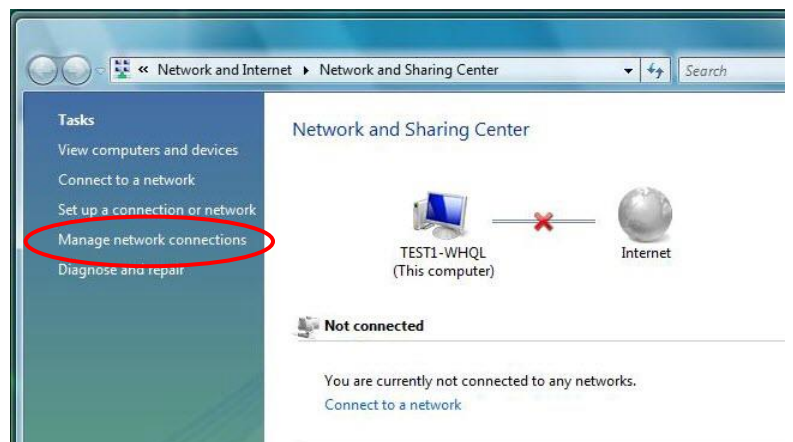 « Network and Internet ▸ Network and Sharing Center
Search
Tasks
View computers and devices
Connect to a network
Set up a connection or network
Manage network connections
Diagnose and repair
Network and Sharing Center
TEST1-WHQL
(This computer)
Internet
Not connected
You are currently not connected to any networks.
Connect to a network